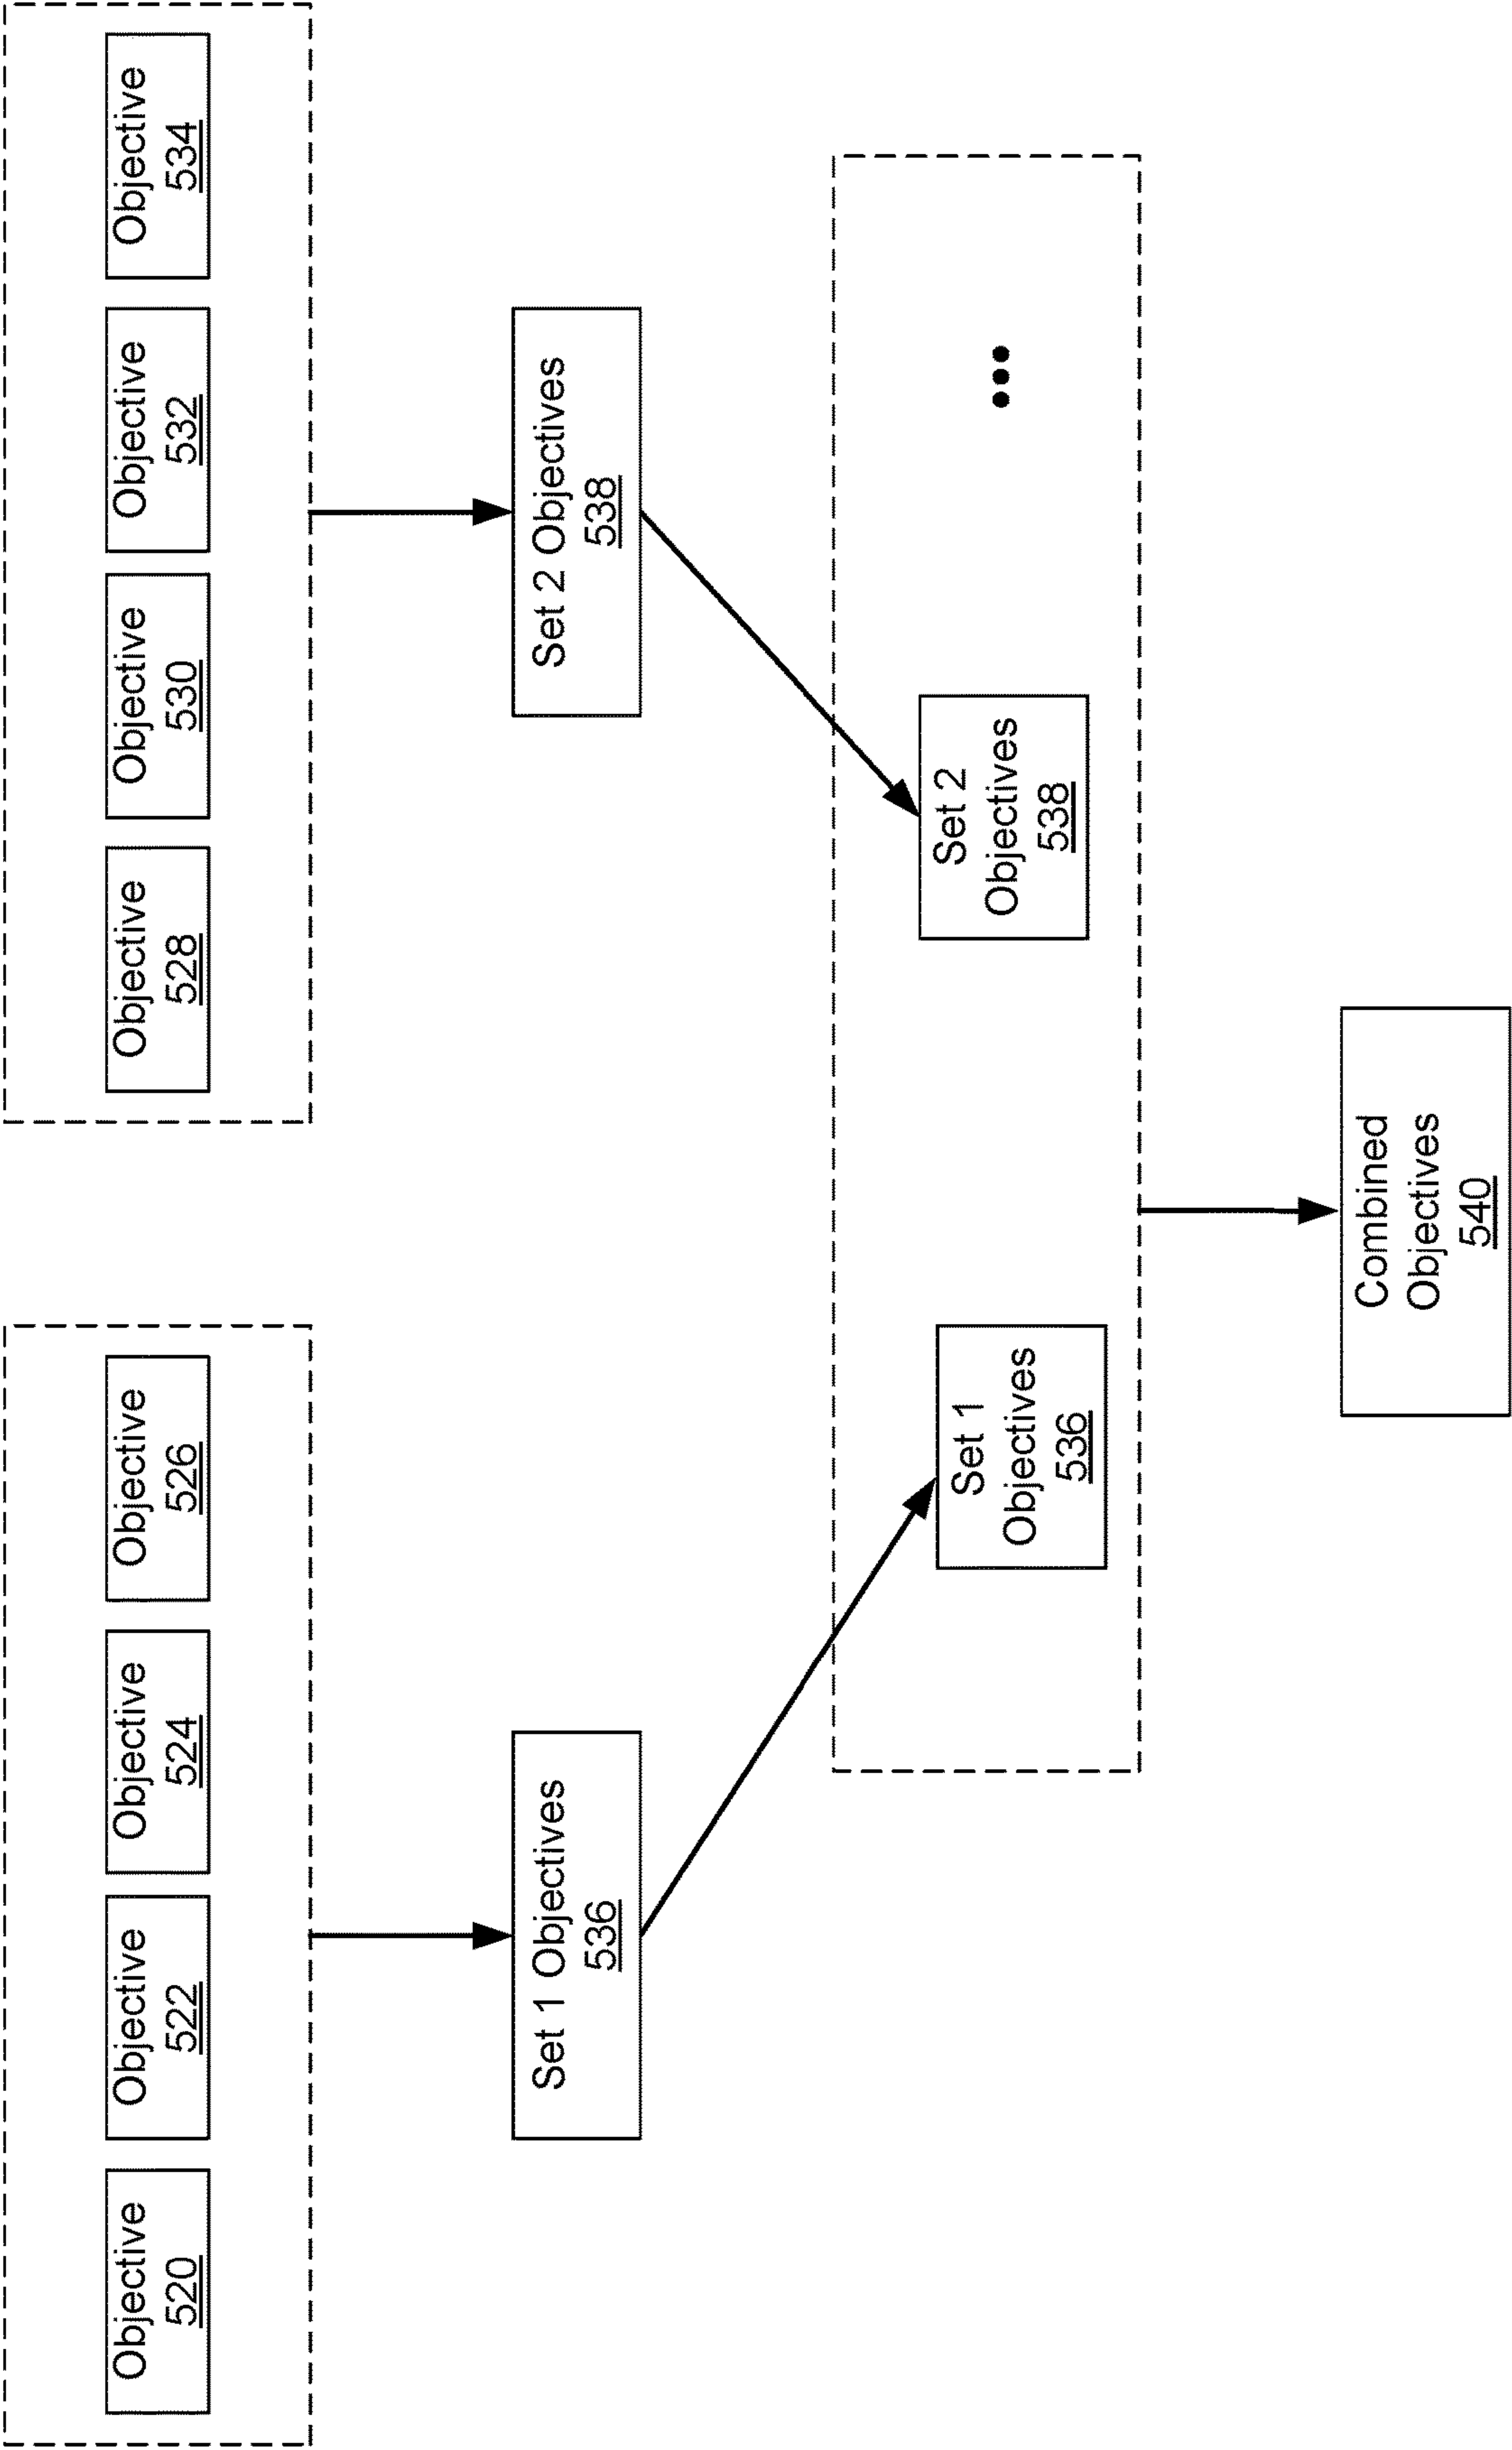 Objective
520
Objective
522
Objective
524
Objective
526
Objective
528
Objective
530
Objective
532
Objective
534
Set 1 Objectives
536
Set 2 Objectives
538
Set 1
Objectives
536
Set 2
Objectives
538
•••
Combined
Objectives
540